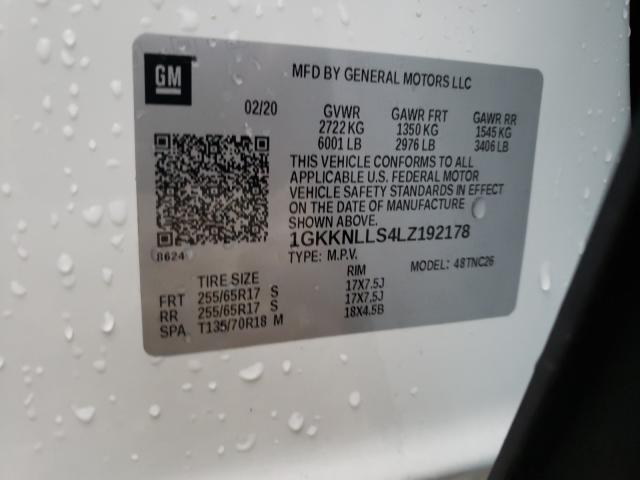 GM
MFD BY GENERAL MOTORS LLC
02/20 GVWR GAWR FRT GAWR RR
2722 KG 1350 KG 1545 KG
6001 LB 2976 LB 3406 LB
THIS VEHICLE CONFORMS TO ALL
APPLICABLE U.S. FEDERAL MOTOR
VEHICLE SAFETY STANDARDS IN EFFECT
ON THE DATE OF MANUFACTURE
SHOWN ABOVE.
1GKKNLLS4LZ192178
8624 TYPE: M.P.V. MODEL: 48TNC26
TIRE SIZE RIM
FRT 255/65R17 S 17X7.5J
RR 255/65R17 S 17X7.5J
SPA T135/70R18 M 18X4.5B